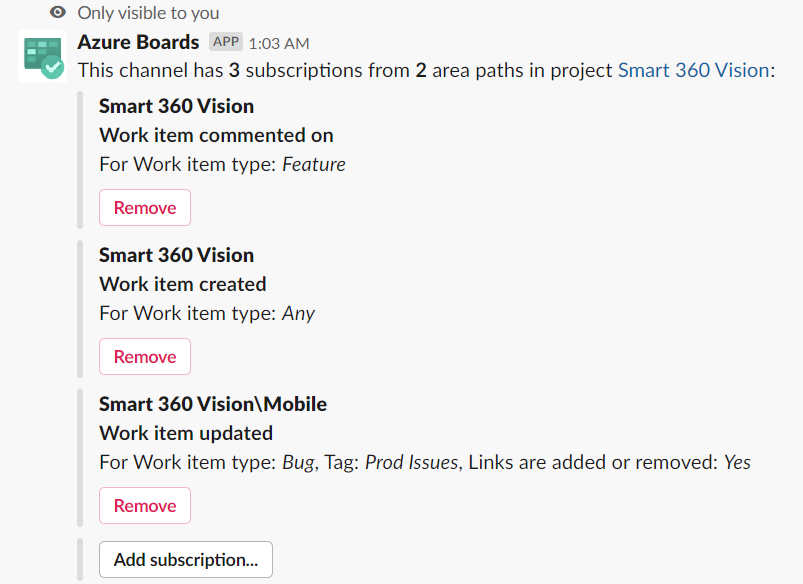 Only visible to you
Azure Boards APP 1:03 AM
This channel has 3 subscriptions from 2 area paths in project Smart 360 Vision:
Smart 360 Vision
Work item commented on
For Work item type: Feature
Remove
Smart 360 Vision
Work item created
For Work item type: Any
Remove
Smart 360 Vision\Mobile
Work item updated
For Work item type: Bug, Tag: Prod Issues, Links are added or removed: Yes
Remove
Add subscription...